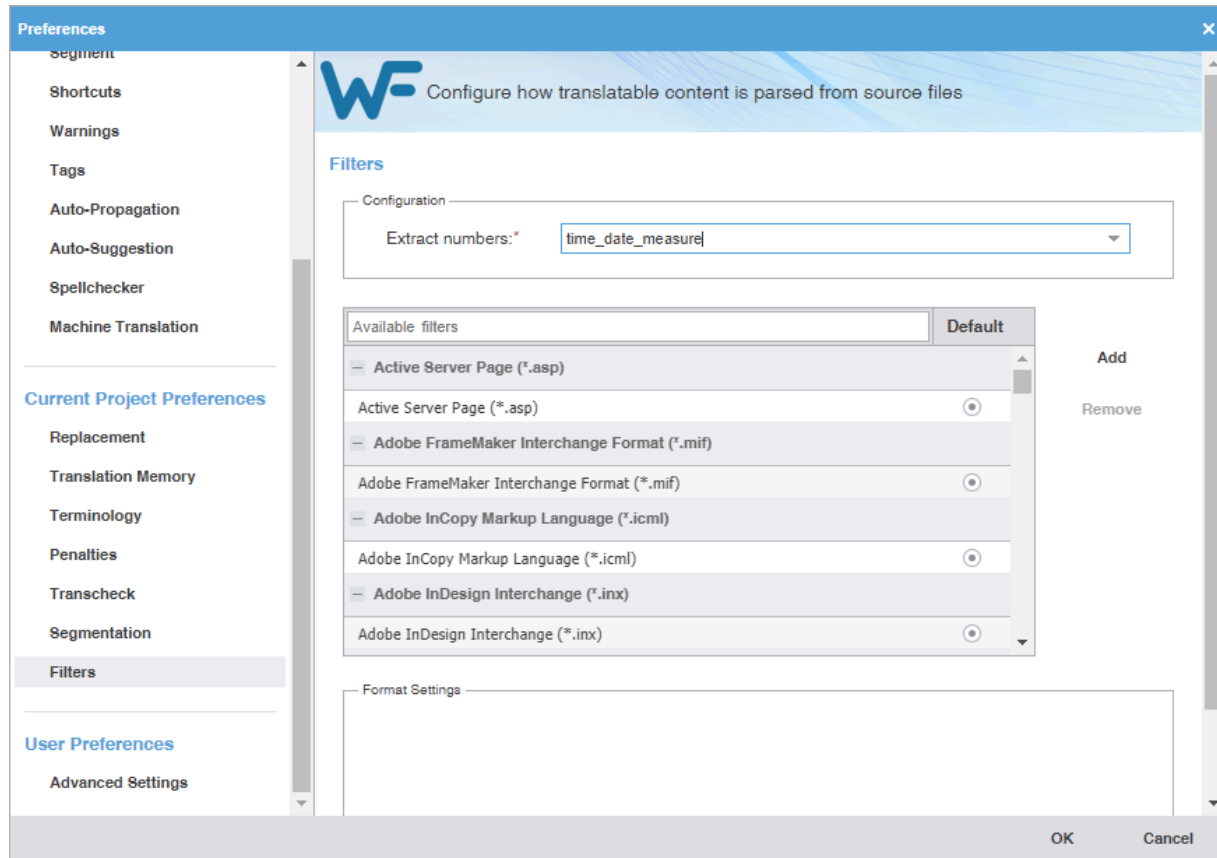 Preferences
Segment
Shortcuts
Warnings
Tags
Auto-Propagation
Auto-Suggestion
Spellchecker
Machine Translation
Current Project Preferences
Replacement
Translation Memory
Terminology
Penalties
Transcheck
Segmentation
Filters
User Preferences
Advanced Settings
WF
Configure how translatable content is parsed from source files
Filters
Configuration
Extract numbers:* time_date_measure
Available filters Default
Active Server Page (*.asp)
Active Server Page (*.asp)
Adobe FrameMaker Interchange Format (*.mif)
Adobe FrameMaker Interchange Format (*.mif)
Adobe InCopy Markup Language (*.icml)
Adobe InCopy Markup Language (*.icml)
Adobe InDesign Interchange (*.inx)
Adobe InDesign Interchange (*.inx)
Add
Remove
Format Settings
OK Cancel